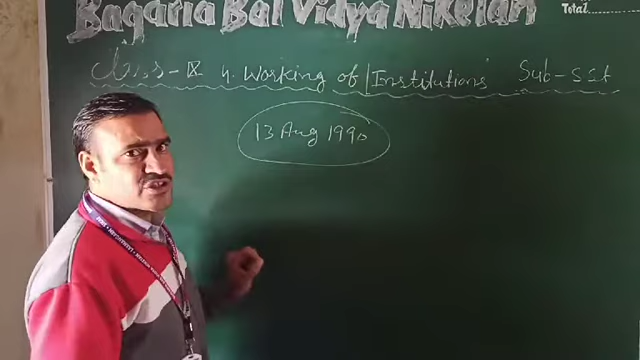 Bagaria Bal Vidya Niketan
Total
Class - IX 4. Working of Institutions Sub - SSt
13 Aug 1990